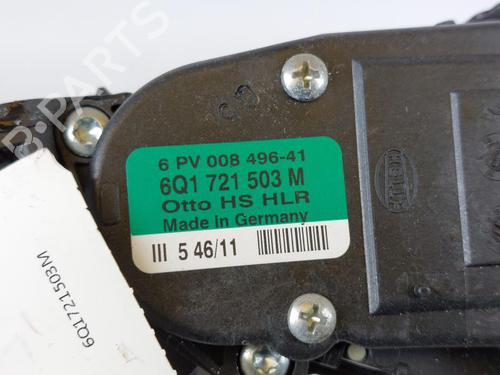 6 PV 008 496-41
6Q1 721 503 M
Otto HS HLR
Made in Germany
III 5 46/11
6Q1721503M
HELLA
B-PARTS